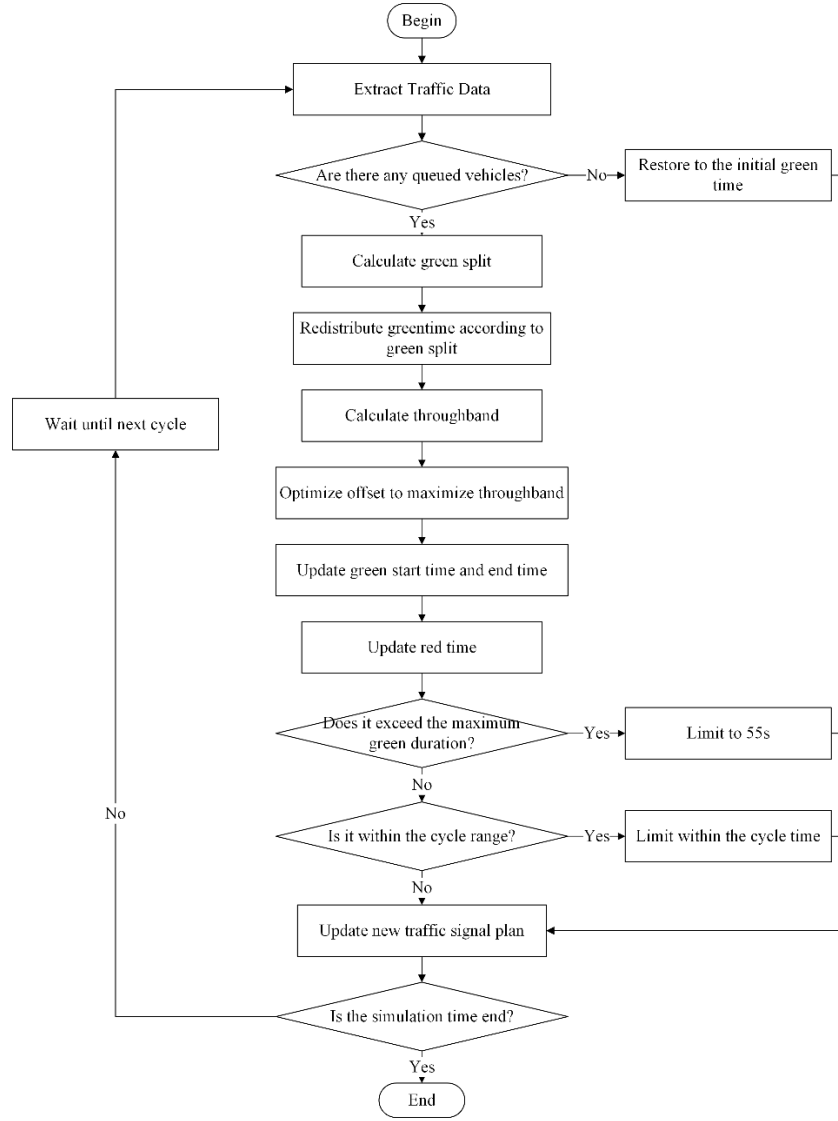 Begin
Extract Traffic Data
Are there any queued vehicles?
No
Restore to the initial green
time
Yes
Calculate green split
Redistribute greentime according to
green split
Calculate throughband
Wait until next cycle
Optimize offset to maximize throughband
Update green start time and end time
Update red time
Does it exceed the maximum
green duration?
Yes
Limit to 55s
No
No
Is it within the cycle range?
Yes
Limit within the cycle time
No
Update new traffic signal plan
Is the simulation time end?
Yes
End